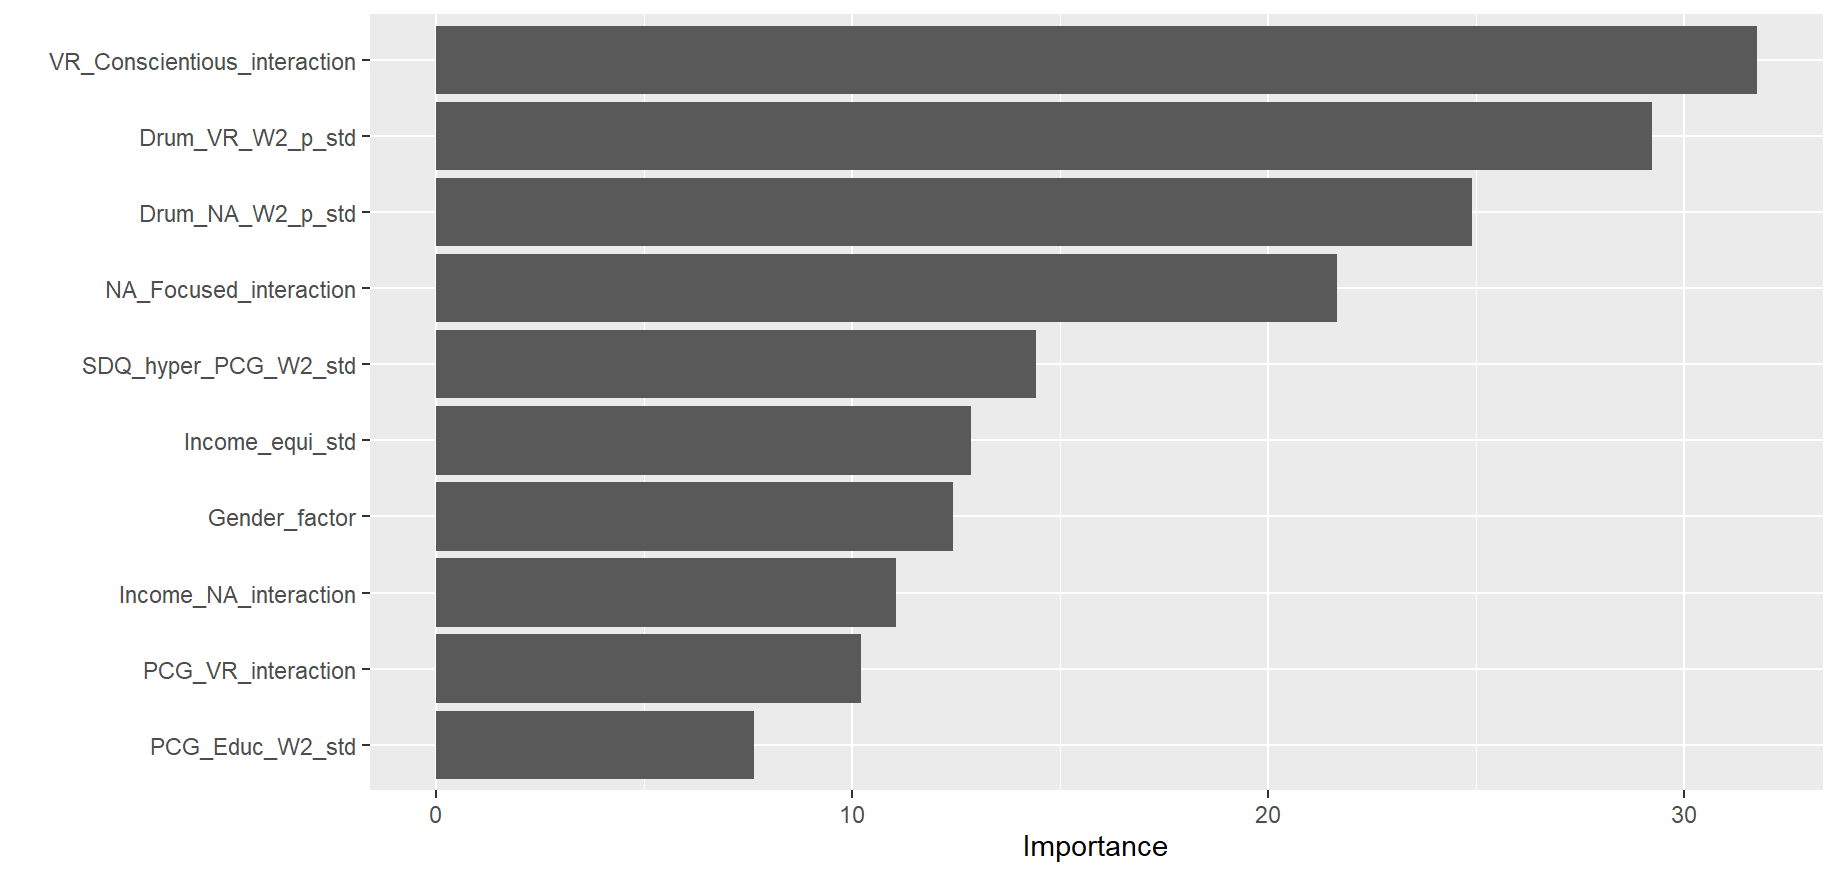 VR_Conscientious_interaction
Drum_VR_W2_p_std
Drum_NA_W2_p_std
NA_Focused_interaction
SDQ_hyper_PCG_W2_std
Income_equi_std
Gender_factor
Income_NA_interaction
PCG_VR_interaction
PCG_Educ_W2_std
0 10 20 30
Importance